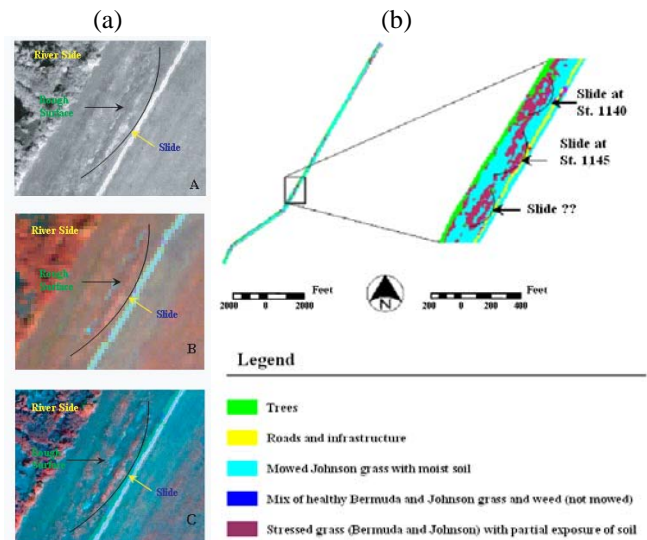 (a)
(b)
River Side
Rough
Surface
Slide
A
River Side
Rough
Surface
Slide
B
River Side
Rough
Surface
Slide
C
Slide at
St. 1140
Slide at
St. 1145
Slide ??
Feet
2000 0 2000
N
Feet
200 0 200 400
Legend
Trees
Roads and infrastructure
Mowed Johnson grass with moist soil
Mix of healthy Bermuda and Johnson grass and weed (not mowed)
Stressed grass (Bermuda and Johnson) with partial exposure of soil